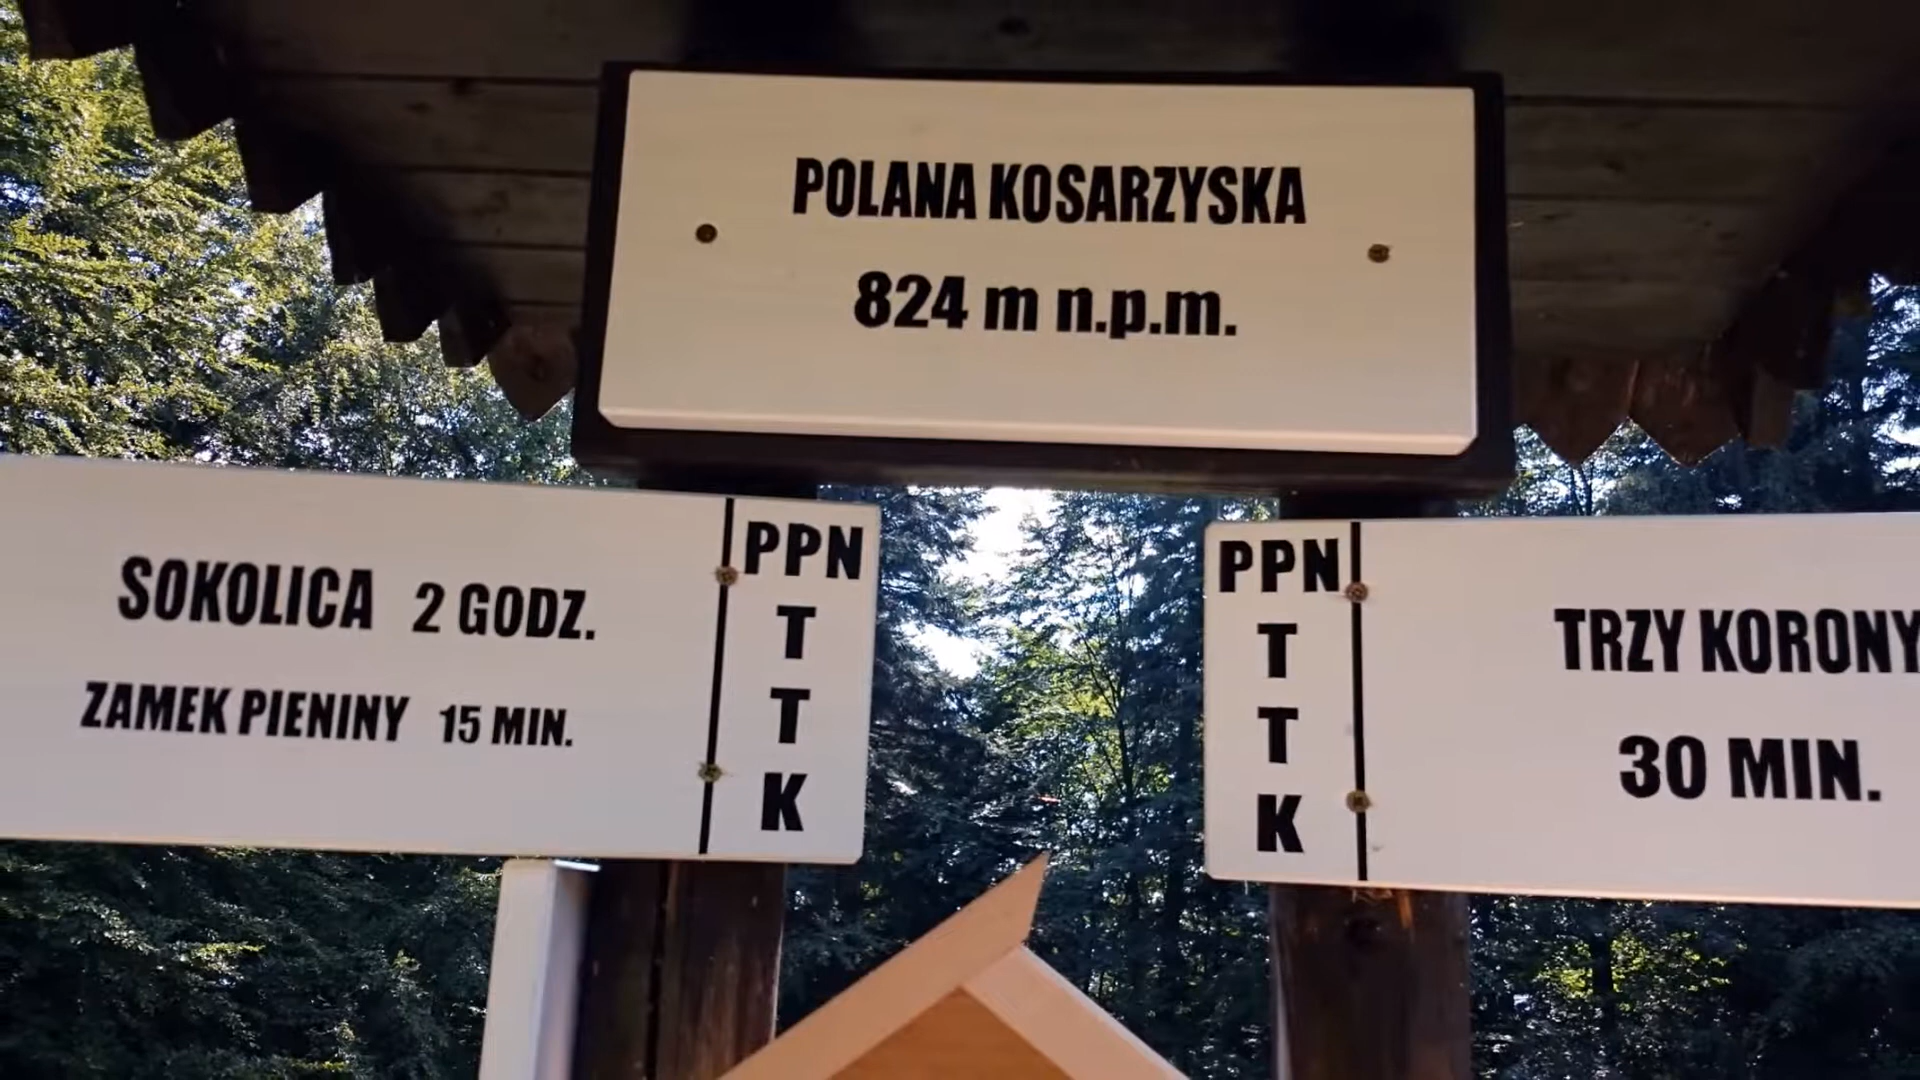 POLANA KOSARZYSKA
824 m n.p.m.
SOKOLICA 2 GODZ.
ZAMEK PIENINY 15 MIN.
PPN
T
T
K
PPN
T
T
K
TRZY KORONY
30 MIN.